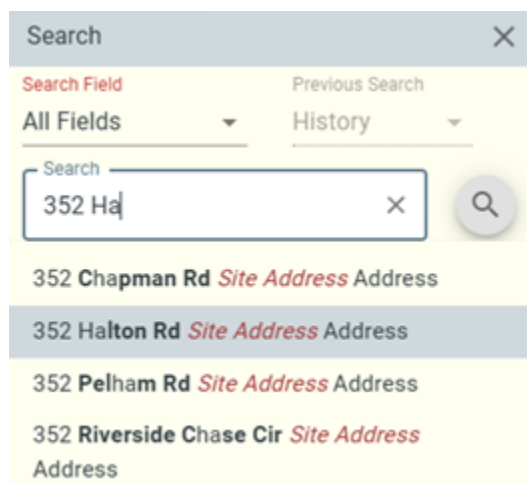 Search
Search Field
Previous Search
All Fields
History
Search
352 Ha
352 Chapman Rd Site Address Address
352 Halton Rd Site Address Address
352 Pelham Rd Site Address Address
352 Riverside Chase Cir Site Address
Address